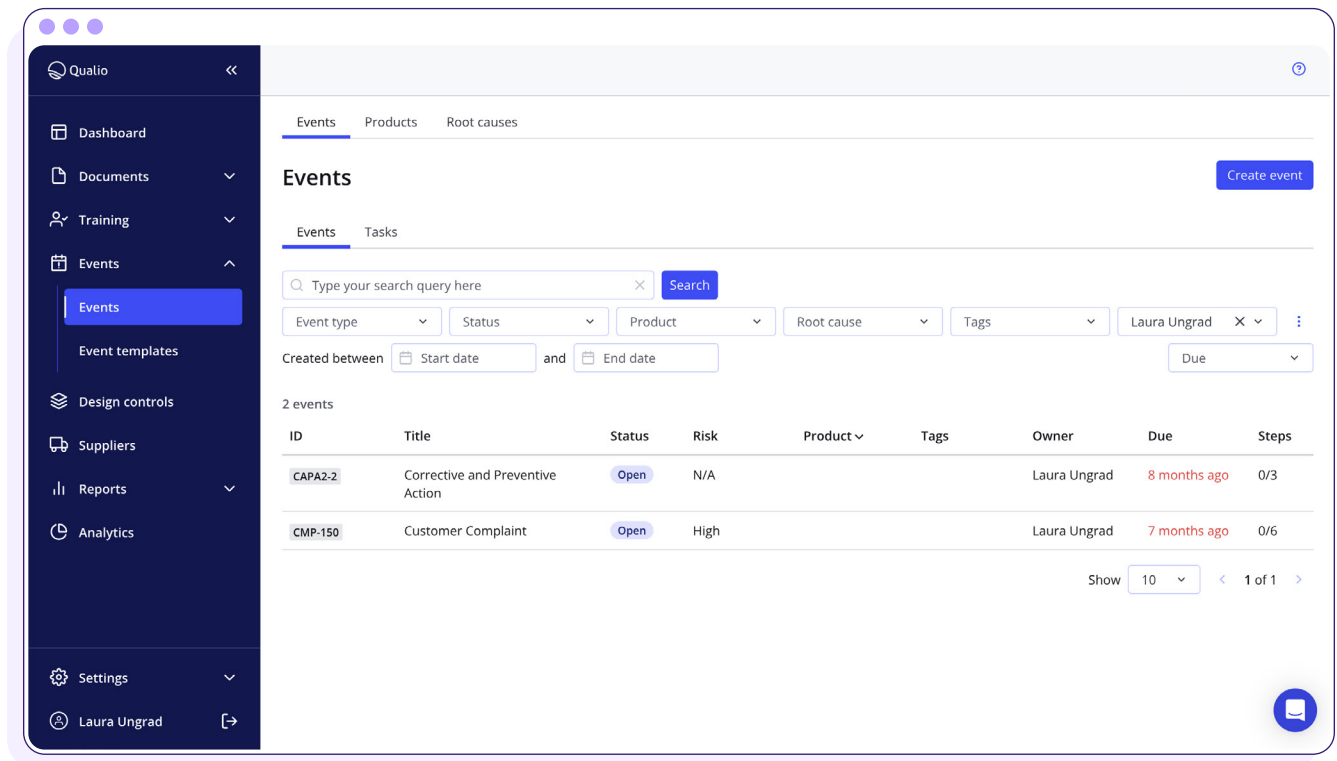 Qualio
Dashboard
Documents
Training
Events
Events
Event templates
Design controls
Suppliers
Reports
Analytics
Settings
Laura Ungrad
Events Products Root causes
Events
Create event
Events Tasks
Type your search query here
Search
Event type Status Product Root cause Tags Laura Ungrad
Created between Start date and End date Due
2 events
ID Title Status Risk Product Tags Owner Due Steps
CAPA2-2 Corrective and Preventive Open N/A Laura Ungrad 8 months ago 0/3
Action
CMP-150 Customer Complaint Open High Laura Ungrad 7 months ago 0/6
Show 10 1 of 1